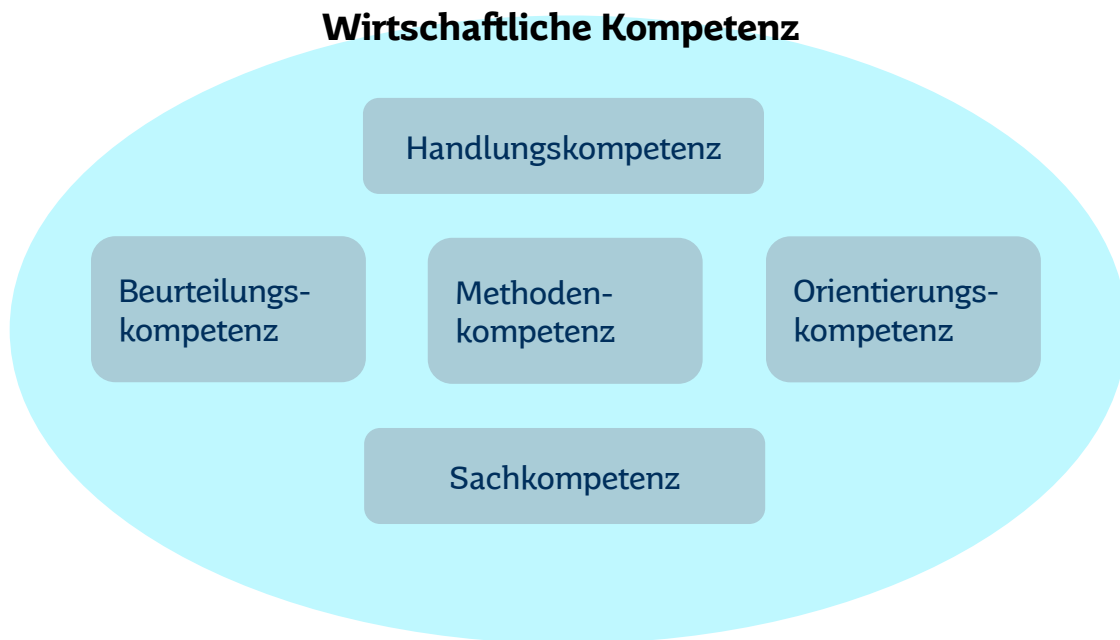 Wirtschaftliche Kompetenz
Handlungskompetenz
Beurteilungs-
kompetenz
Methoden-
kompetenz
Orientierungs-
kompetenz
Sachkompetenz